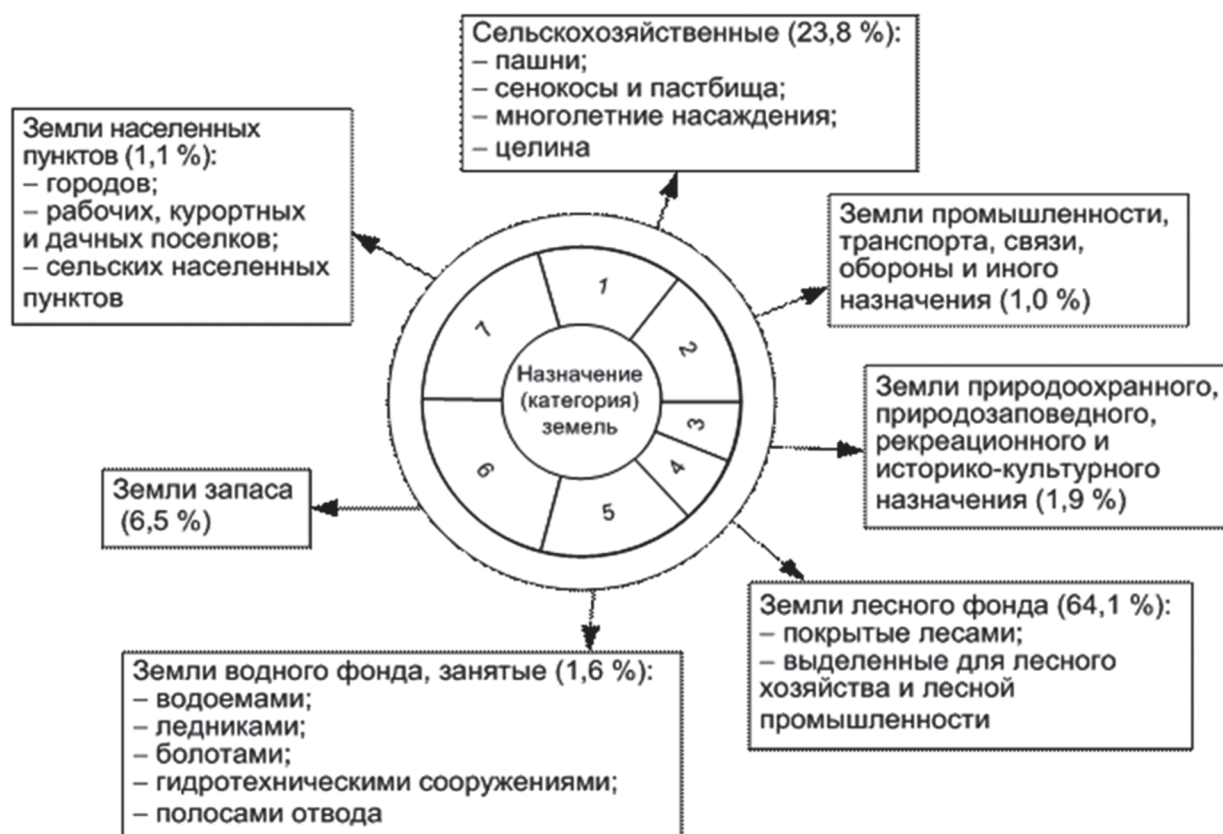 Сельскохозяйственные (23,8 %):
– пашни;
– сенокосы и пастбища;
– многолетние насаждения;
– целина
Земли населенных
пунктов (1,1 %):
– городов;
– рабочих, курортных
и дачных поселков;
– сельских населенных
пунктов
Земли промышленности,
транспорта, связи,
обороны и иного
назначения (1,0 %)
1
2
3
4
5
6
7
Назначение
(категория)
земель
Земли природоохранного,
природозаповедного,
рекреационного и
историко-культурного
назначения (1,9 %)
Земли запаса
(6,5 %)
Земли лесного фонда (64,1 %):
– покрытые лесами;
– выделенные для лесного
хозяйства и лесной
промышленности
Земли водного фонда, занятые (1,6 %):
– водоемами;
– ледниками;
– болотами;
– гидротехническими сооружениями;
– полосами отвода